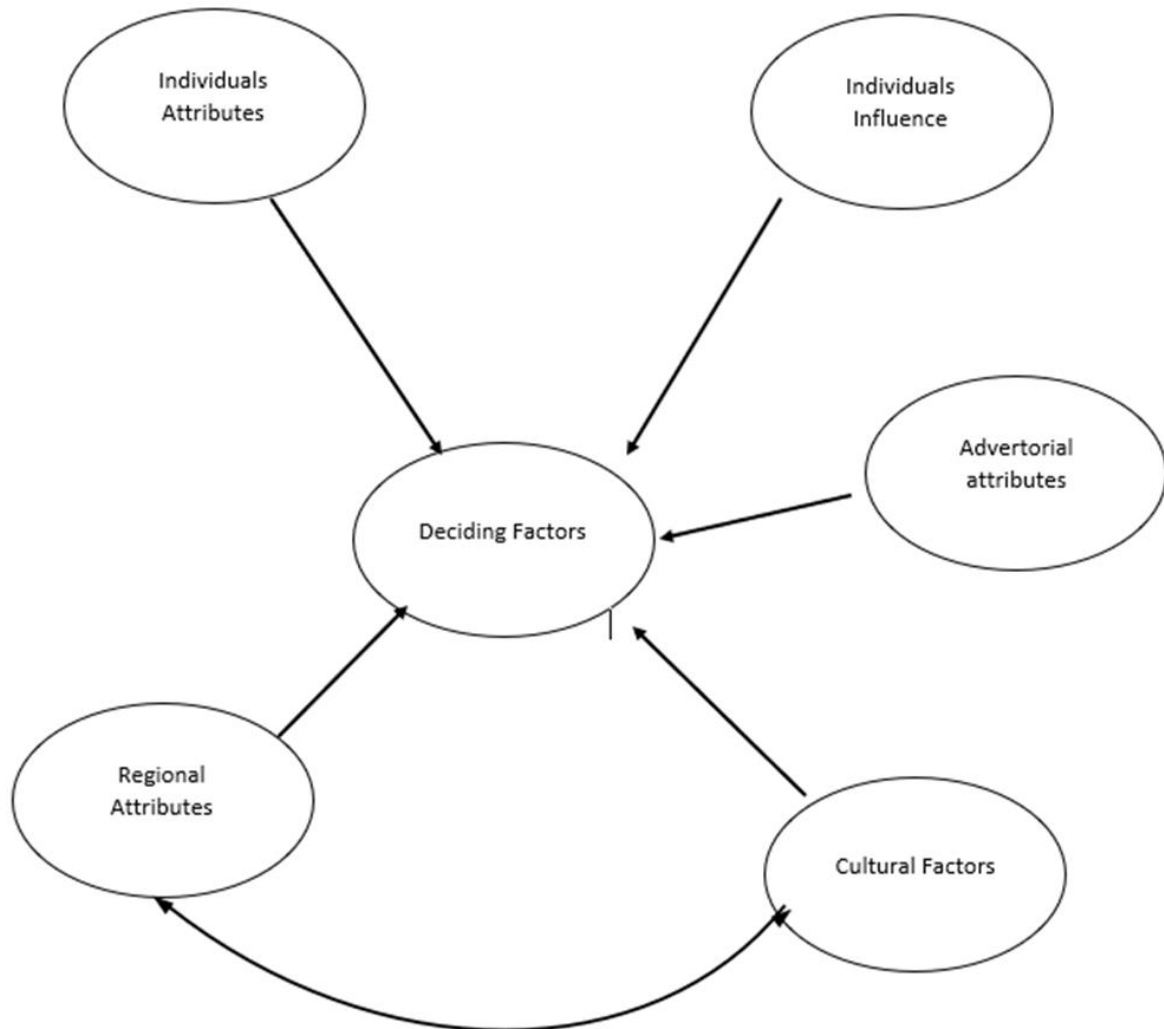 Individuals
Attributes
Individuals
Influence
Advertorial
attributes
Deciding Factors
Regional
Attributes
Cultural Factors